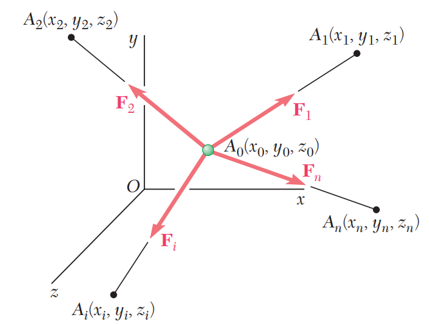 A₂(x₂, y₂, z₂)
y
A₁(x₁, y₁, z₁)
F₂
F₁
A₀(x₀, y₀, z₀)
Fₙ
O
x
Aₙ(xₙ, yₙ, zₙ)
Fᵢ
z
Aᵢ(xᵢ, yᵢ, zᵢ)